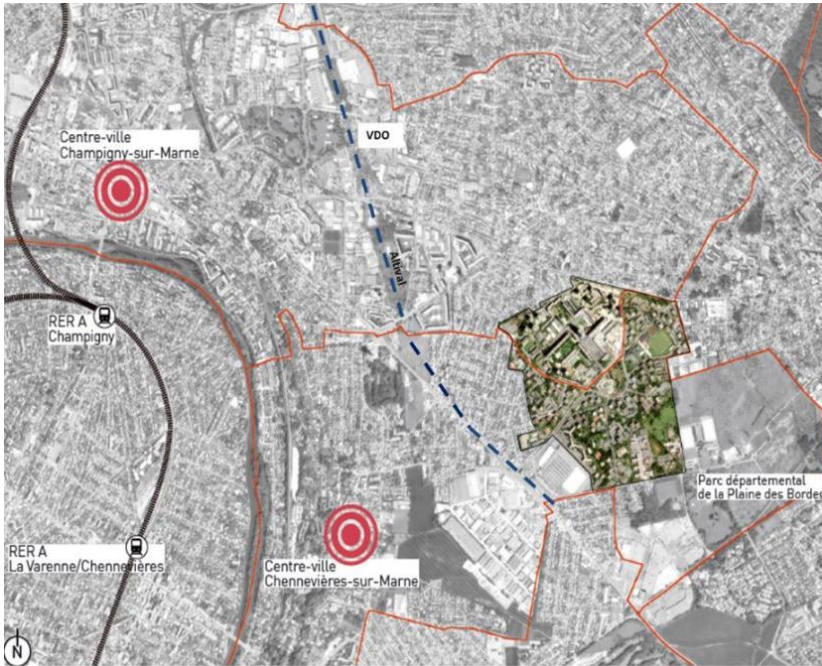 VDO
Centre-ville
Champigny-sur-Marne
Altival
RER A
Champigny
Parc départemental
de la Plaine des Bordes
RER A
La Varenne/Chennevières
Centre-ville
Chennevières-sur-Marne
N